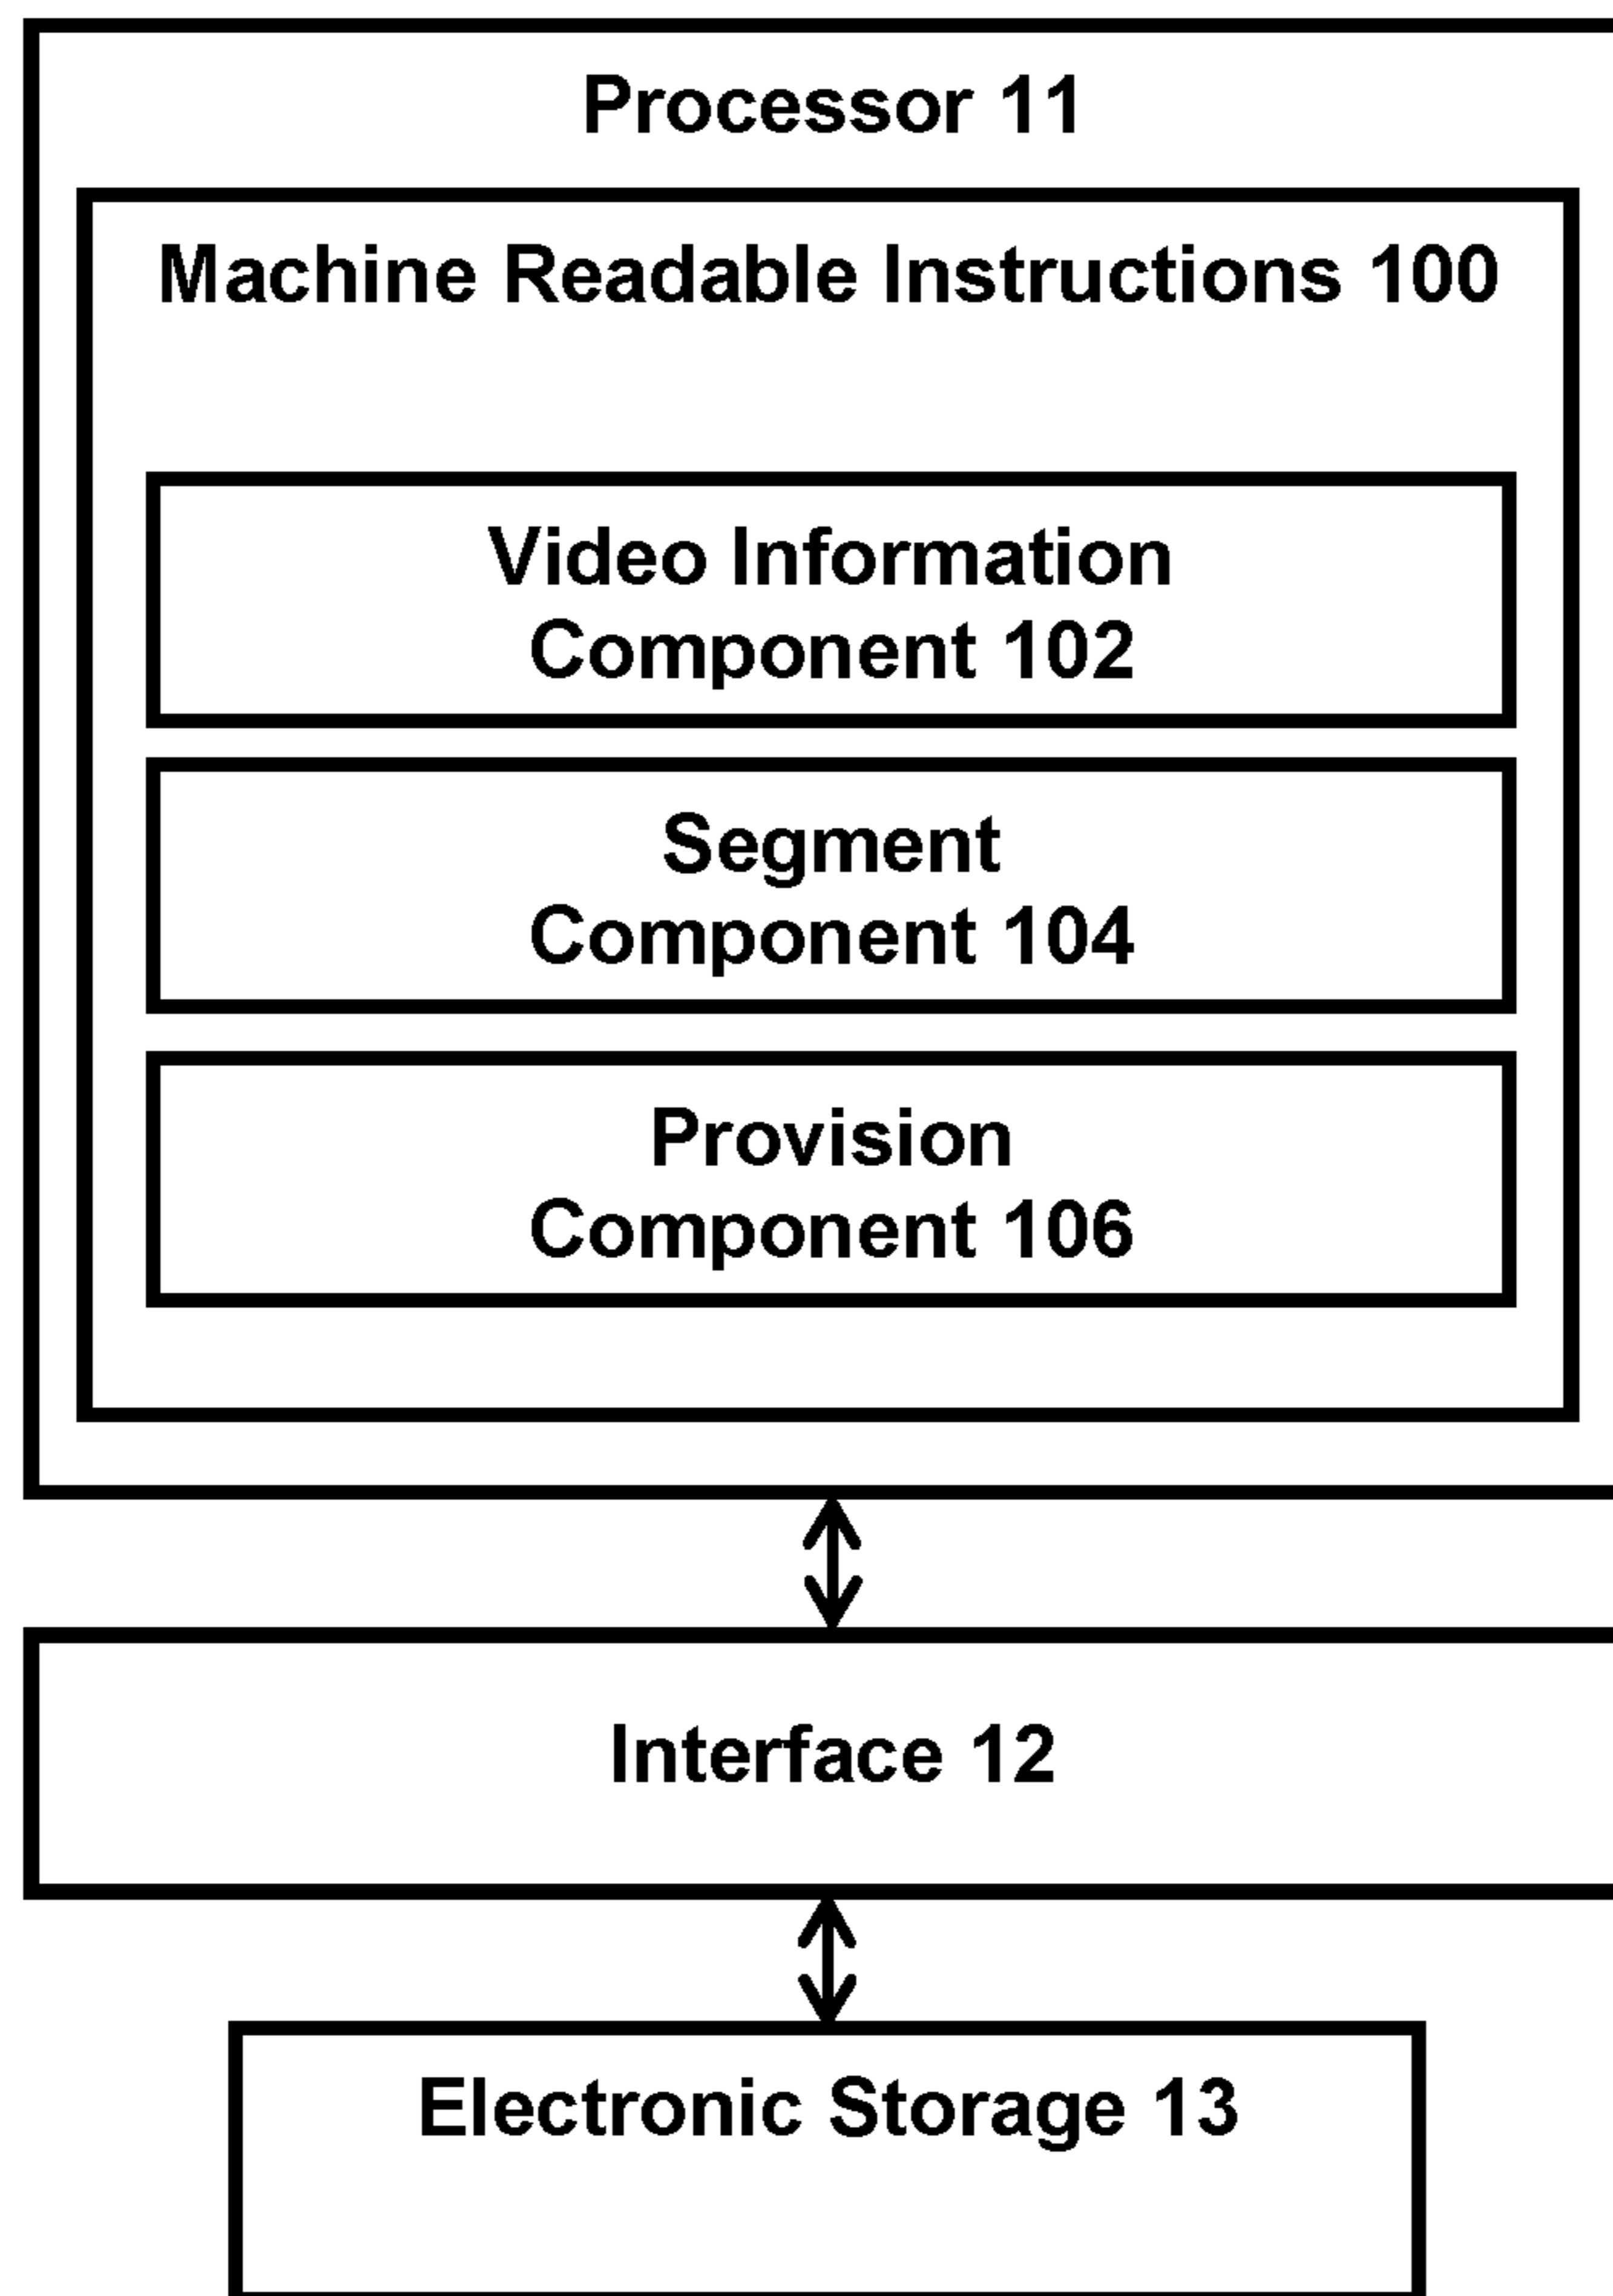 Processor 11
Machine Readable Instructions 100
Video Information
Component 102
Segment
Component 104
Provision
Component 106
Interface 12
Electronic Storage 13